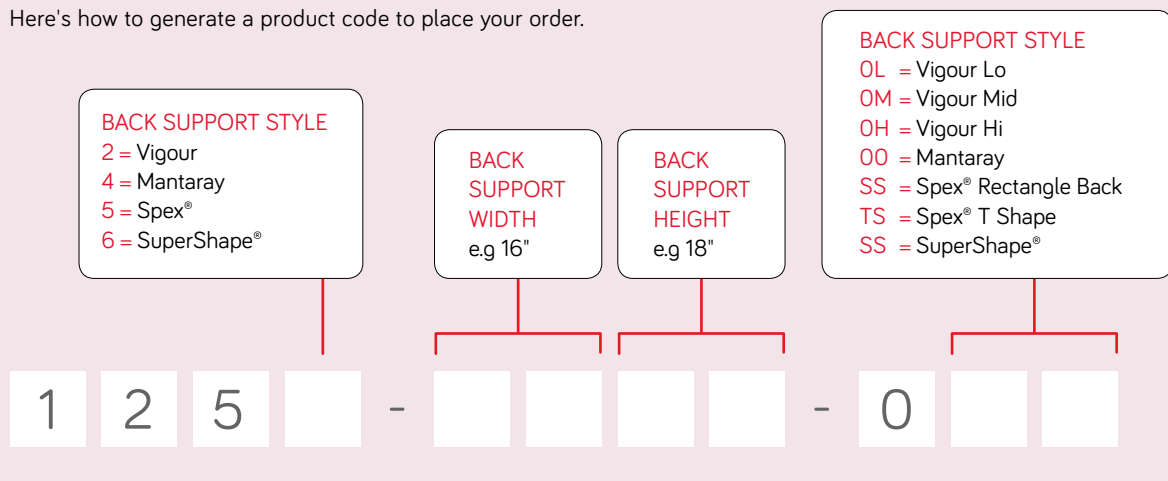 Here's how to generate a product code to place your order.
BACK SUPPORT STYLE
2 = Vigour
4 = Mantaray
5 = Spex®
6 = SuperShape®
BACK
SUPPORT
WIDTH
e.g 16"
BACK
SUPPORT
HEIGHT
e.g 18"
BACK SUPPORT STYLE
0L = Vigour Lo
0M = Vigour Mid
0H = Vigour Hi
00 = Mantaray
SS = Spex® Rectangle Back
TS = Spex® T Shape
SS = SuperShape®
1 2 5 - - 0